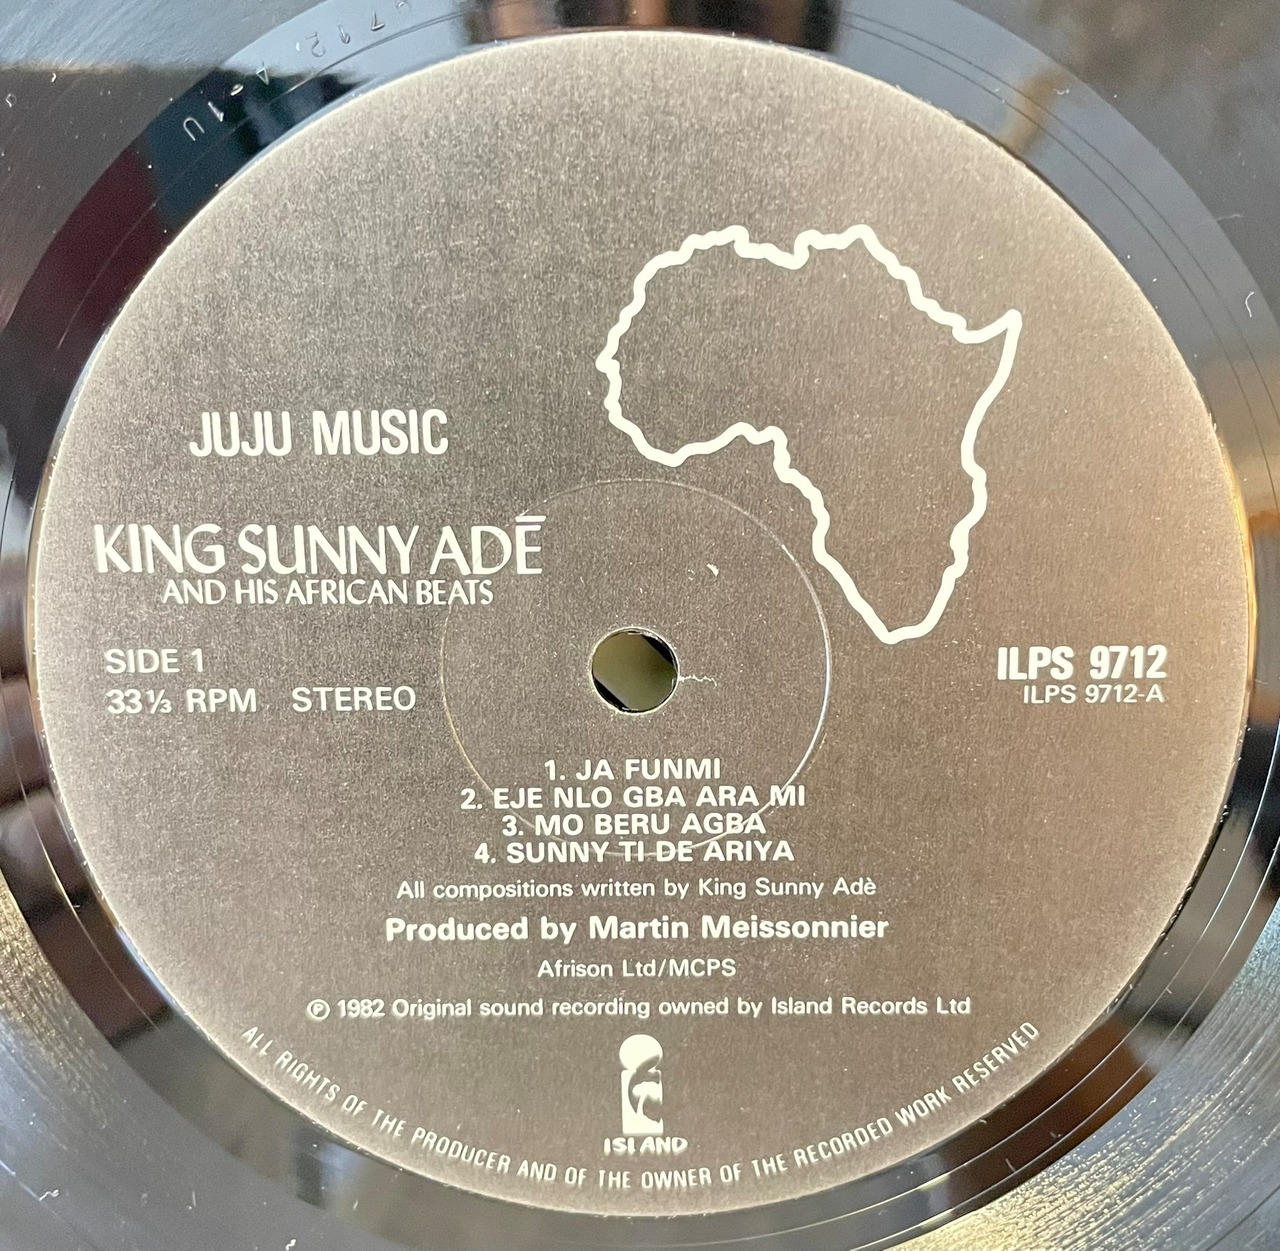 9712 A-1U
JUJU MUSIC
KING SUNNY ADĒ
AND HIS AFRICAN BEATS
SIDE 1
33⅓ RPM STEREO
ILPS 9712
ILPS 9712-A
1. JA FUNMI
2. EJE NLO GBA ARA MI
3. MO BERU AGBA
4. SUNNY TI DE ARIYA
All compositions written by King Sunny Adè
Produced by Martin Meissonnier
Afrison Ltd/MCPS
℗ 1982 Original sound recording owned by Island Records Ltd
ISLAND
ALL RIGHTS OF THE PRODUCER AND OF THE OWNER OF THE RECORDED WORK RESERVED